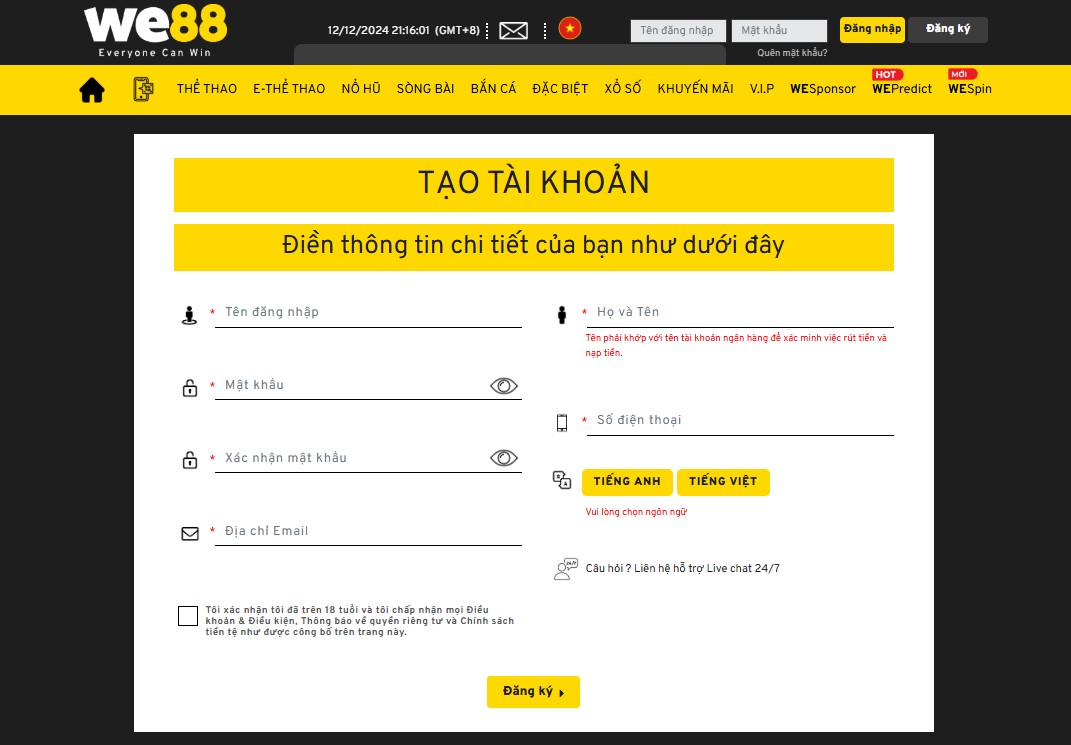 we88
Everyone Can Win
12/12/2024 21:16:01 (GMT+8)
Tên đăng nhập
Mật khẩu
Đăng nhập
Đăng ký
Quên mật khẩu?
THỂ THAO
E-THỂ THAO
NỔ HŨ
SÒNG BÀI
BẮN CÁ
ĐẶC BIỆT
XỔ SỐ
KHUYẾN MÃI
V.I.P
WESponsor
HOT
WEPredict
MỚI
WESpin
TẠO TÀI KHOẢN
Điền thông tin chi tiết của bạn như dưới đây
* Tên đăng nhập
* Mật khẩu
* Xác nhận mật khẩu
* Địa chỉ Email
* Họ và Tên
Tên phải khớp với tên tài khoản ngân hàng để xác minh việc rút tiền và
nạp tiền.
* Số điện thoại
TIẾNG ANH
TIẾNG VIỆT
Vui lòng chọn ngôn ngữ
24/7
Câu hỏi ? Liên hệ hỗ trợ Live chat 24/7
Tôi xác nhận tôi đã trên 18 tuổi và tôi chấp nhận mọi Điều
khoản & Điều kiện, Thông báo về quyền riêng tư và Chính sách
tiền tệ như được công bố trên trang này.
Đăng ký